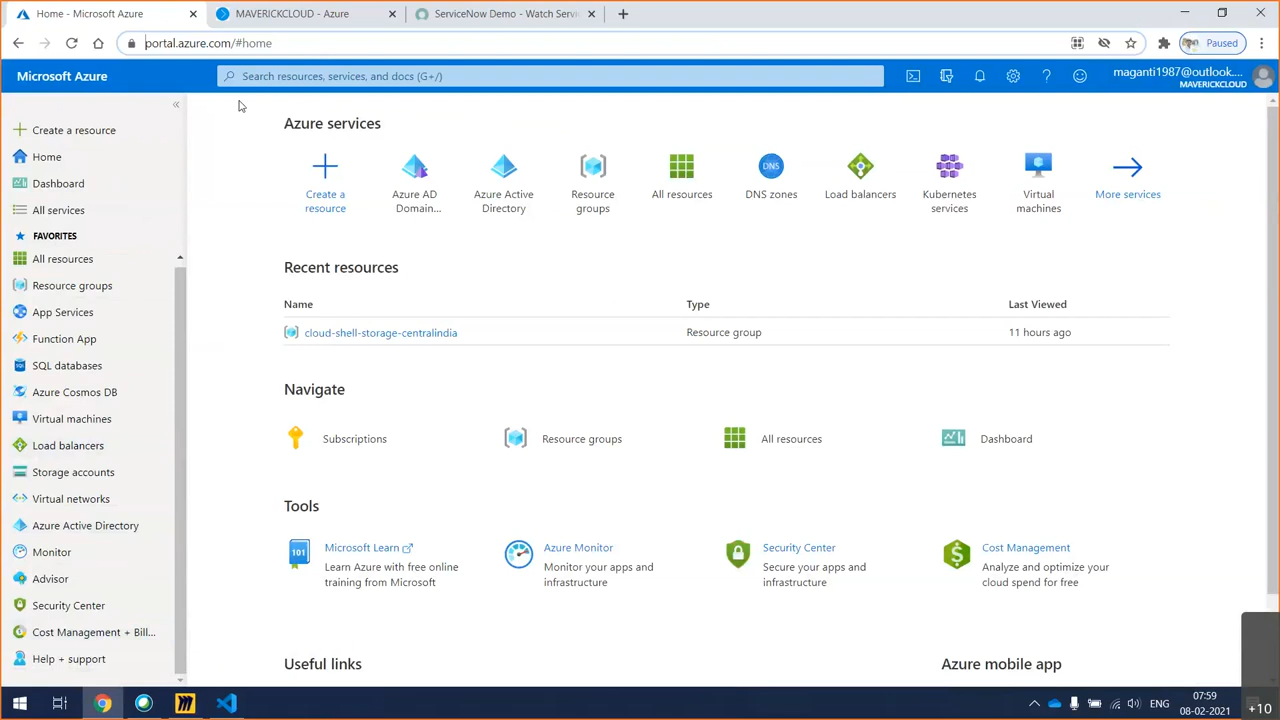 Home - Microsoft Azure
MAVERICKCLOUD - Azure
ServiceNow Demo - Watch Servi
portal.azure.com/#home
Paused
Microsoft Azure
Search resources, services, and docs (G+/)
maganti1987@outlook....
MAVERICKCLOUD
Create a resource
Home
Dashboard
All services
FAVORITES
All resources
Resource groups
App Services
Function App
SQL databases
Azure Cosmos DB
Virtual machines
Load balancers
Storage accounts
Virtual networks
Azure Active Directory
Monitor
Advisor
Security Center
Cost Management + Bill...
Help + support
Azure services
Create a
resource
Azure AD
Domain...
Azure Active
Directory
Resource
groups
All resources
DNS
DNS zones
Load balancers
Kubernetes
services
Virtual
machines
More services
Recent resources
Name
Type
Last Viewed
cloud-shell-storage-centralindia
Resource group
11 hours ago
Navigate
Subscriptions
Resource groups
All resources
Dashboard
Tools
101
Microsoft Learn
Learn Azure with free online
training from Microsoft
Azure Monitor
Monitor your apps and
infrastructure
Security Center
Secure your apps and
infrastructure
Cost Management
Analyze and optimize your
cloud spend for free
Useful links
Azure mobile app
ENG
07:59
08-02-2021
+10